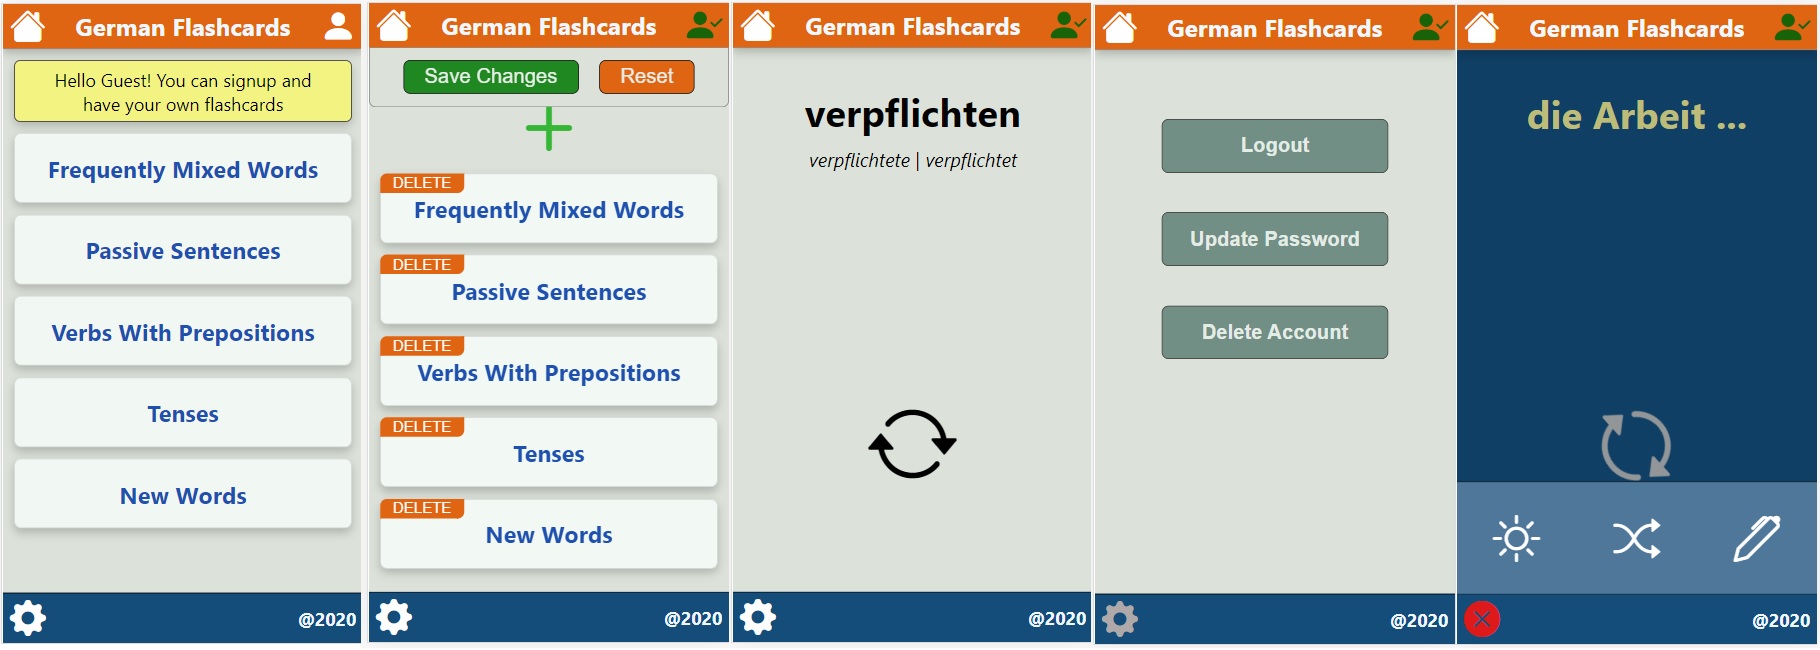 German Flashcards
Hello Guest! You can signup and
have your own flashcards
Frequently Mixed Words
Passive Sentences
Verbs With Prepositions
Tenses
New Words
@2020
German Flashcards
Save Changes
Reset
DELETE
Frequently Mixed Words
DELETE
Passive Sentences
DELETE
Verbs With Prepositions
DELETE
Tenses
DELETE
New Words
@2020
German Flashcards
verpflichten
verpflichtete | verpflichtet
@2020
German Flashcards
Logout
Update Password
Delete Account
@2020
German Flashcards
die Arbeit ...
@2020